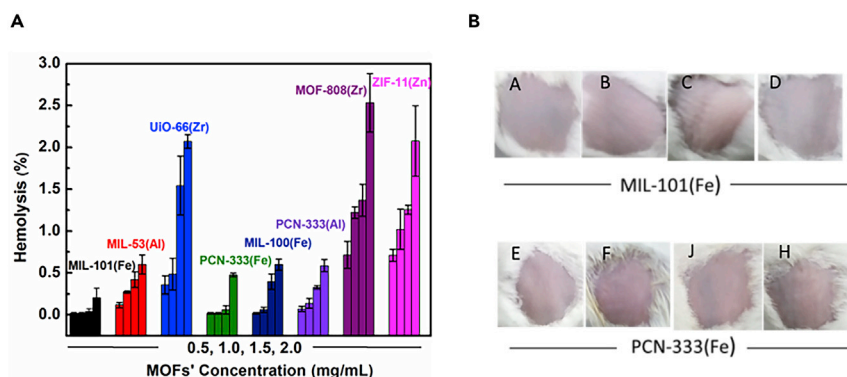 A
Hemolysis (%)
3.0
2.5
2.0
1.5
1.0
0.5
0.0
MIL-101(Fe)
MIL-53(Al)
UiO-66(Zr)
PCN-333(Fe)
MIL-100(Fe)
PCN-333(Al)
MOF-808(Zr)
ZIF-11(Zn)
0.5, 1.0, 1.5, 2.0
MOFs' Concentration (mg/mL)
B
A B C D
MIL-101(Fe)
E F J H
PCN-333(Fe)